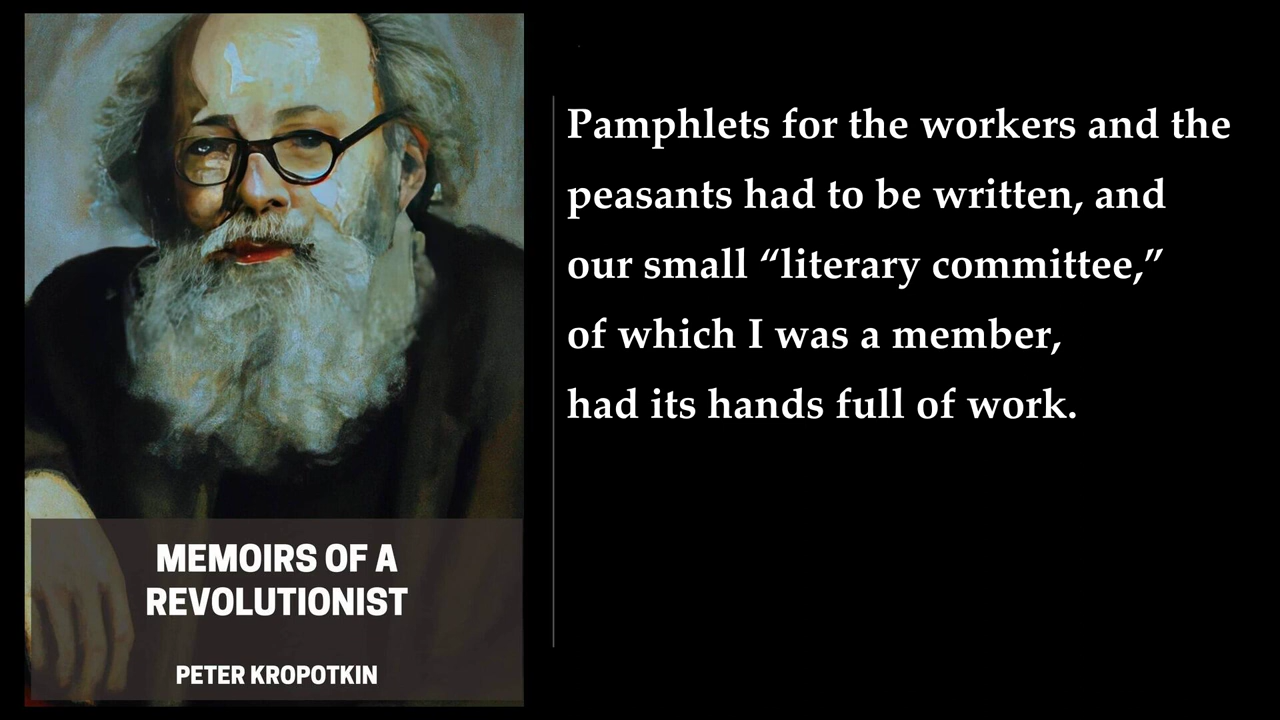 Pamphlets for the workers and the
peasants had to be written, and
our small “literary committee,”
of which I was a member,
had its hands full of work.
MEMOIRS OF A
REVOLUTIONIST
PETER KROPOTKIN